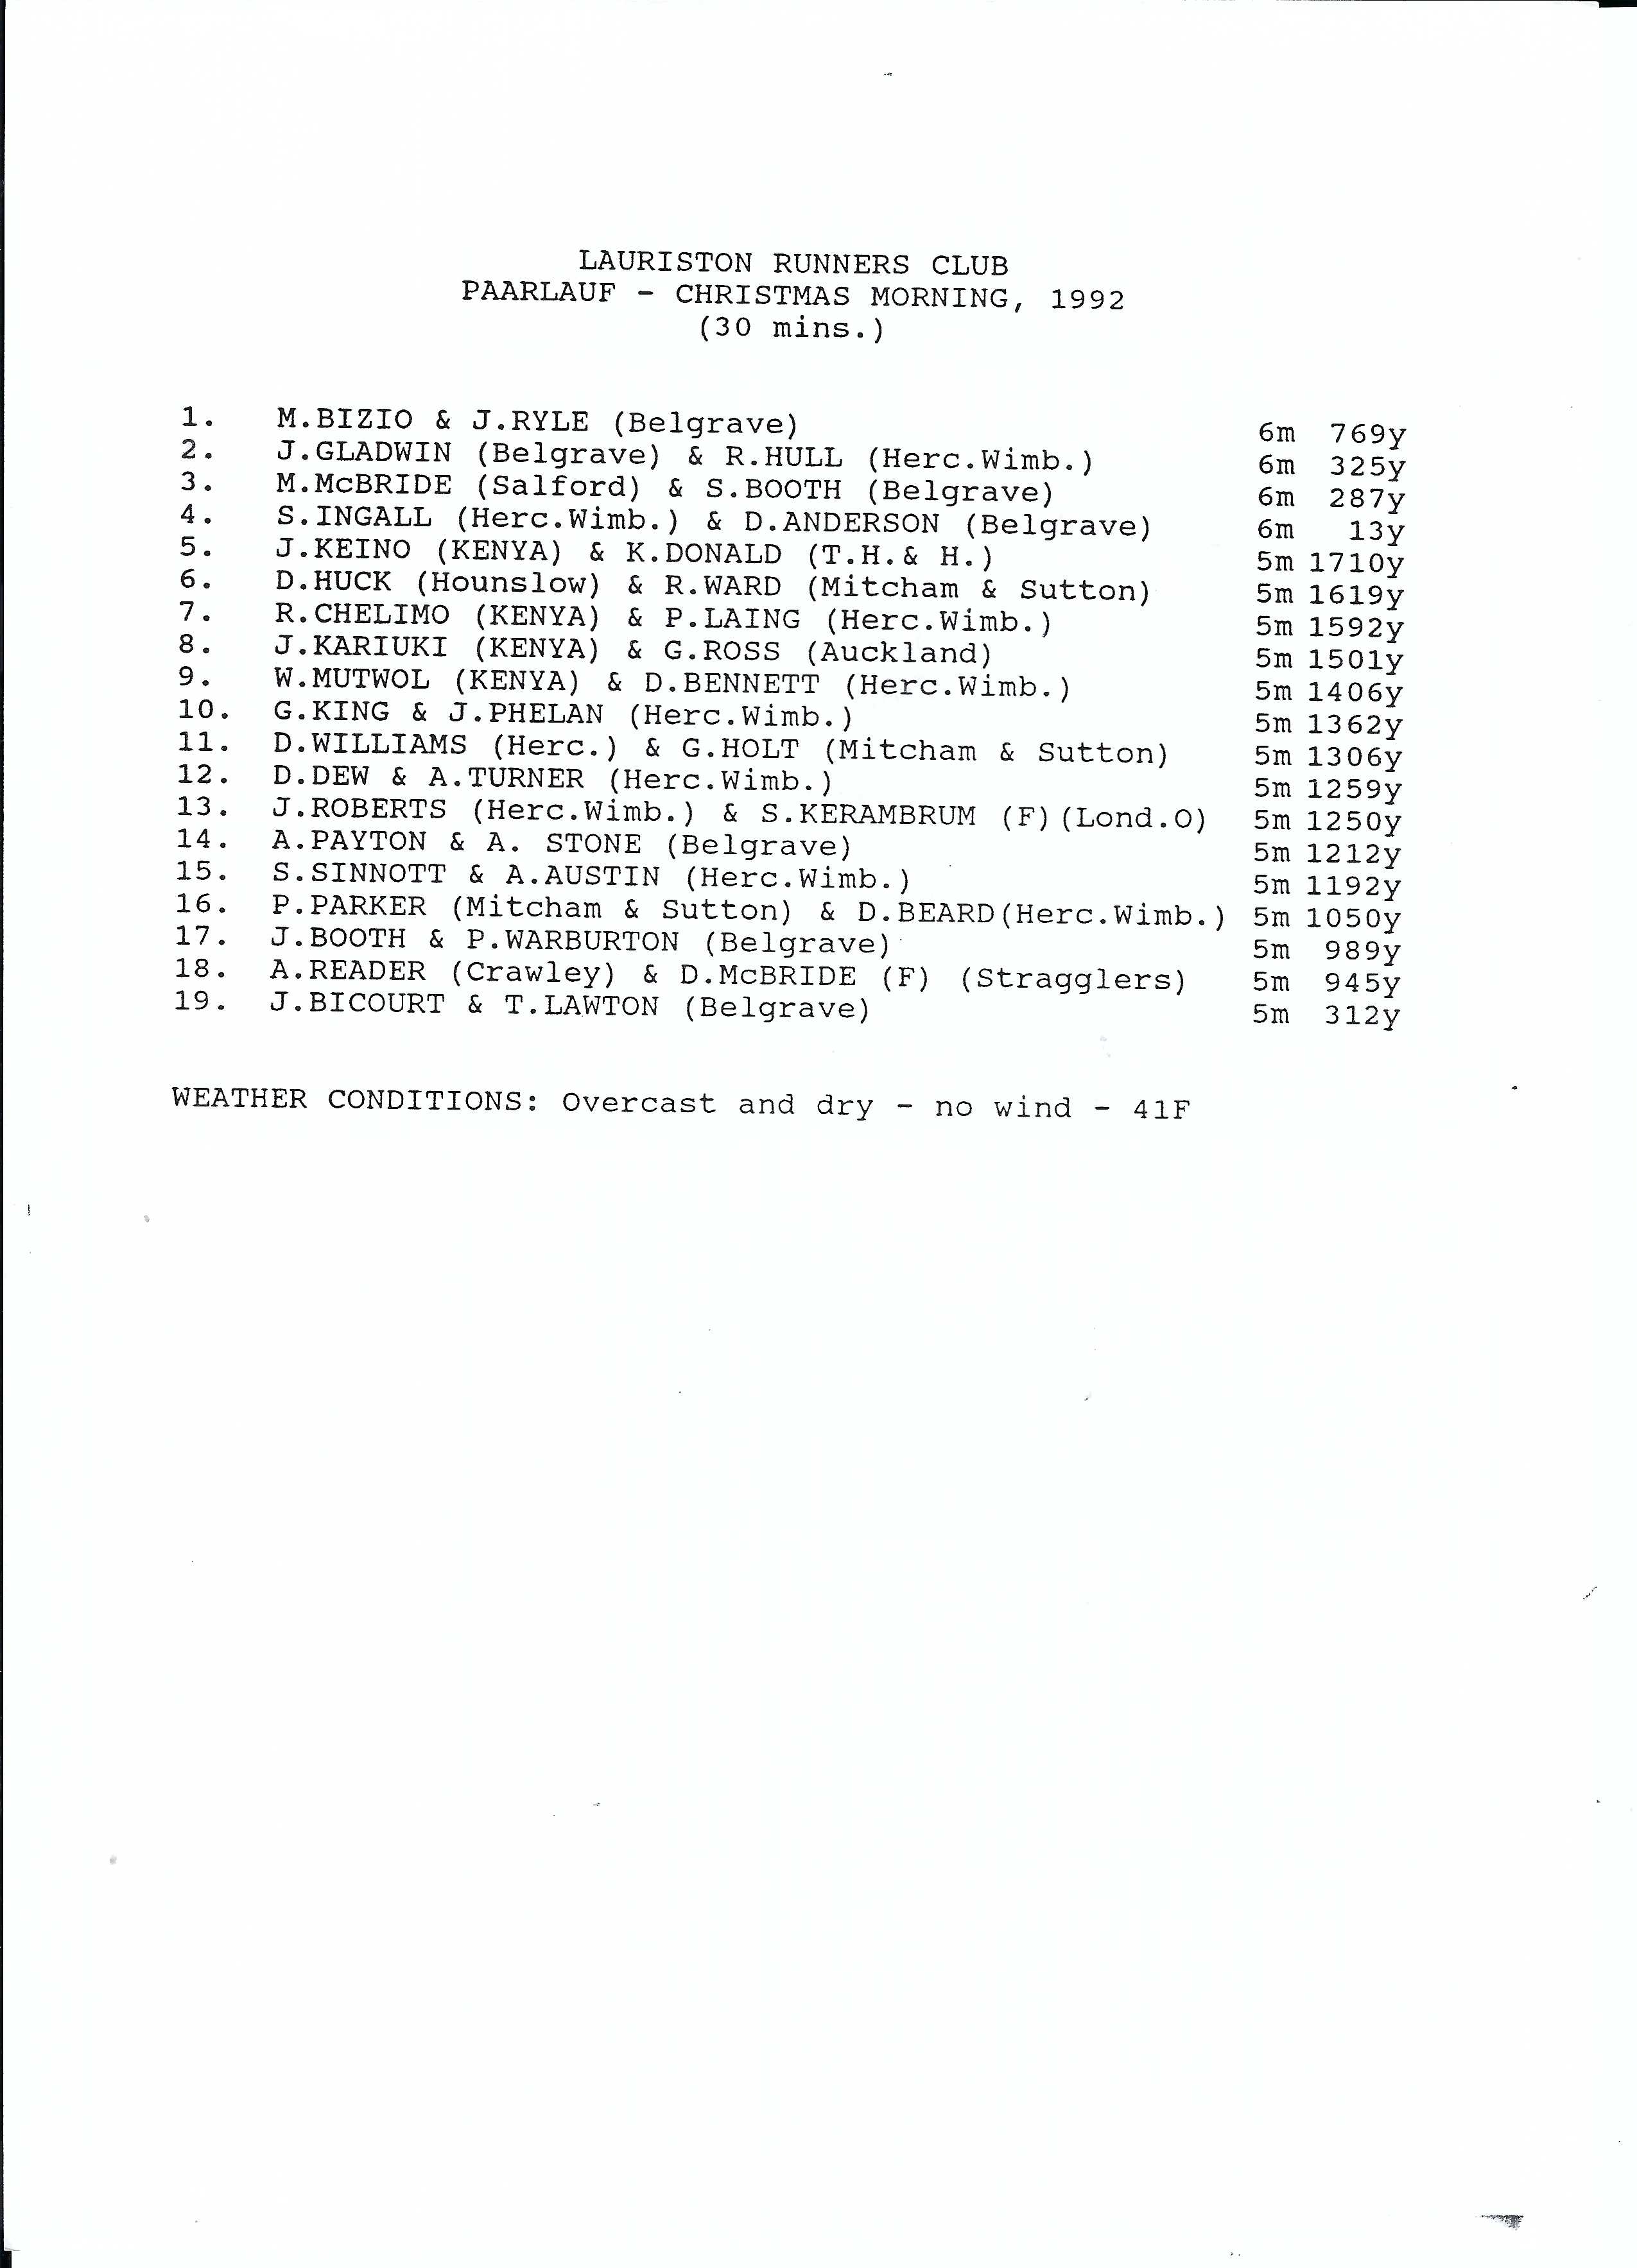 LAURISTON RUNNERS CLUB
PAARLAUF - CHRISTMAS MORNING, 1992
(30 mins.)
1. M.BIZIO & J.RYLE (Belgrave) 6m 769y
2. J.GLADWIN (Belgrave) & R.HULL (Herc.Wimb.) 6m 325y
3. M.McBRIDE (Salford) & S.BOOTH (Belgrave) 6m 287y
4. S.INGALL (Herc.Wimb.) & D.ANDERSON (Belgrave) 6m 13y
5. J.KEINO (KENYA) & K.DONALD (T.H.& H.) 5m 1710y
6. D.HUCK (Hounslow) & R.WARD (Mitcham & Sutton) 5m 1619y
7. R.CHELIMO (KENYA) & P.LAING (Herc.Wimb.) 5m 1592y
8. J.KARIUKI (KENYA) & G.ROSS (Auckland) 5m 1501y
9. W.MUTWOL (KENYA) & D.BENNETT (Herc.Wimb.) 5m 1406y
10. G.KING & J.PHELAN (Herc.Wimb.) 5m 1362y
11. D.WILLIAMS (Herc.) & G.HOLT (Mitcham & Sutton) 5m 1306y
12. D.DEW & A.TURNER (Herc.Wimb.) 5m 1259y
13. J.ROBERTS (Herc.Wimb.) & S.KERAMBRUM (F)(Lond.O) 5m 1250y
14. A.PAYTON & A. STONE (Belgrave) 5m 1212y
15. S.SINNOTT & A.AUSTIN (Herc.Wimb.) 5m 1192y
16. P.PARKER (Mitcham & Sutton) & D.BEARD(Herc.Wimb.) 5m 1050y
17. J.BOOTH & P.WARBURTON (Belgrave) 5m 989y
18. A.READER (Crawley) & D.McBRIDE (F) (Stragglers) 5m 945y
19. J.BICOURT & T.LAWTON (Belgrave) 5m 312y
WEATHER CONDITIONS: Overcast and dry - no wind - 41F